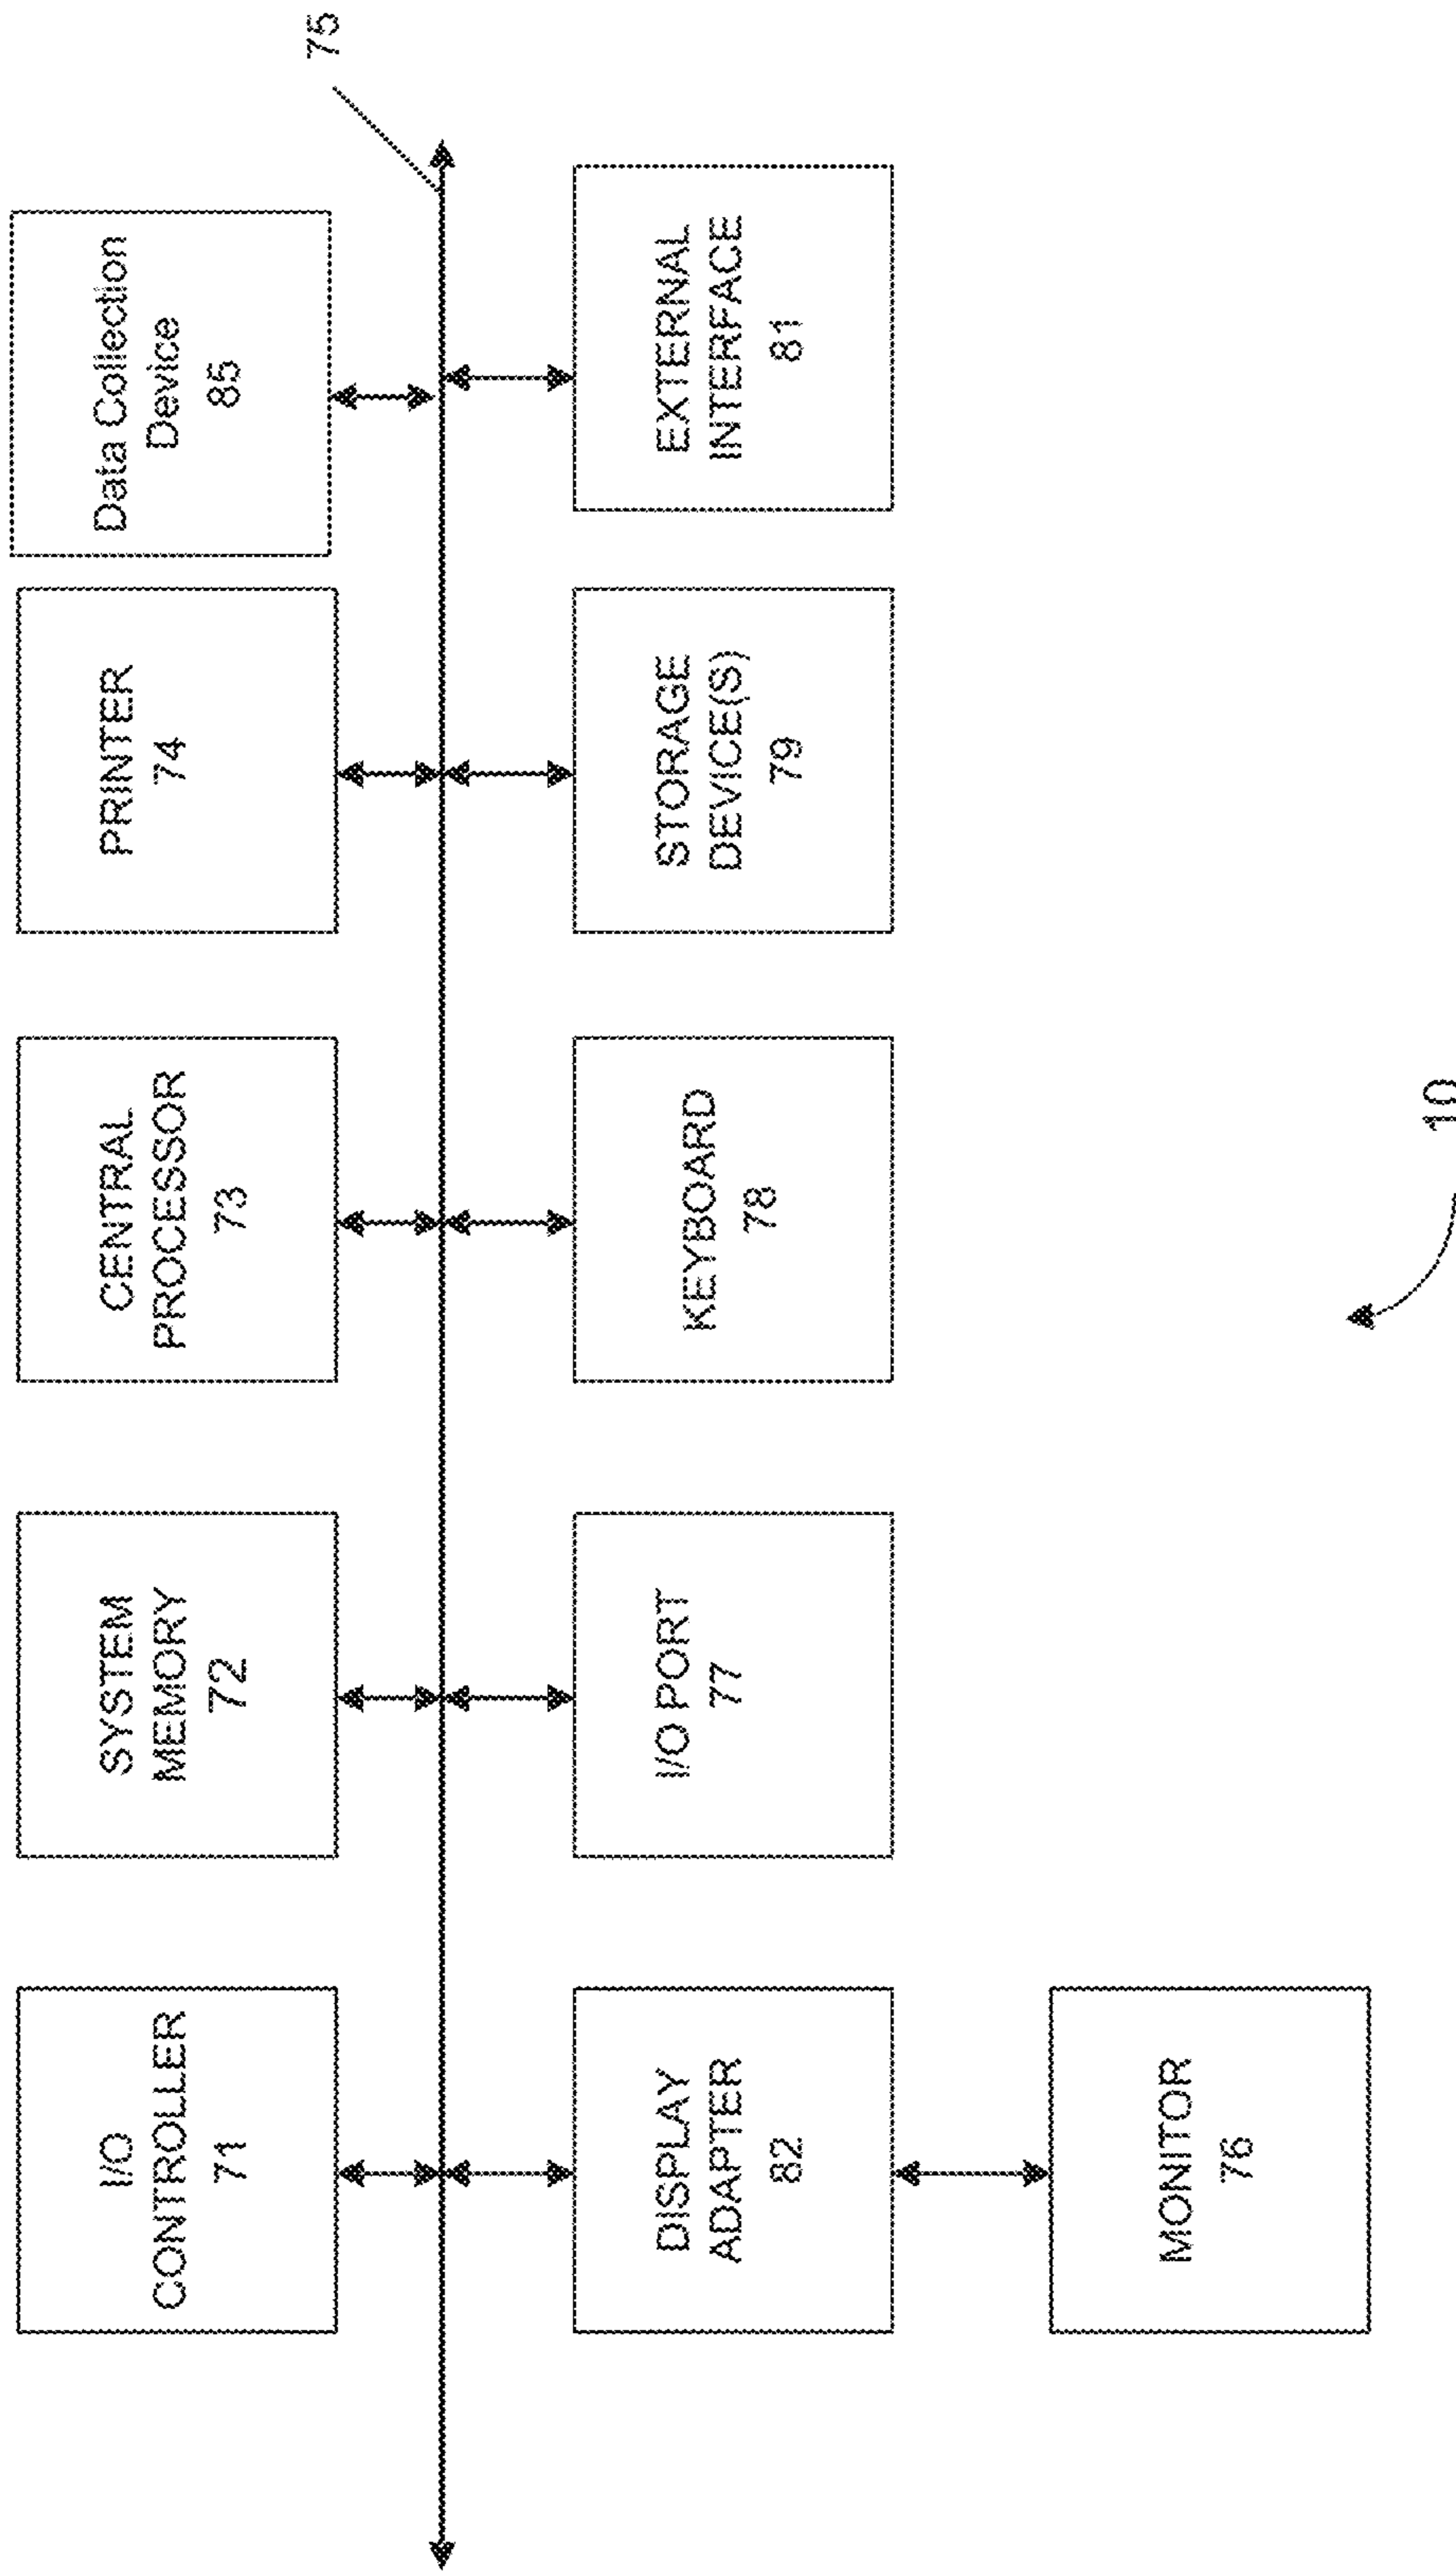 75
I/O
CONTROLLER
71
SYSTEM
MEMORY
72
CENTRAL
PROCESSOR
73
PRINTER
74
Data Collection
Device
85
DISPLAY
ADAPTER
82
I/O PORT
77
KEYBOARD
78
STORAGE
DEVICE(S)
79
EXTERNAL
INTERFACE
81
MONITOR
76
10